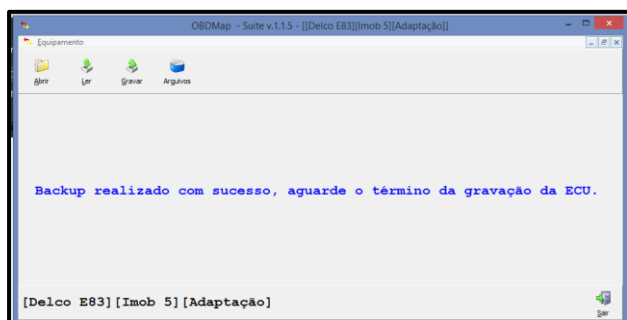 OBDMap - Suite v.1.1.5 - [[Delco E83][Imob 5][Adaptação]]
Equipamento
Abrir Ler Gravar Arquivos
Backup realizado com sucesso, aguarde o término da gravação da ECU.
[Delco E83][Imob 5][Adaptação]
Sair